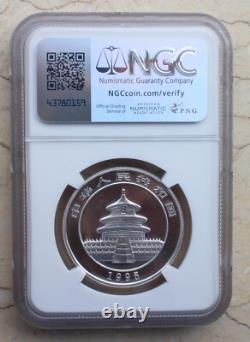 NGC
Numismatic Guaranty Company
NGCcoin.com/verify
43780159
Official Grading
Service of
AMERICAN
NUMISMATIC
ASSOCIATION
PNG
中华人民共和国
1995